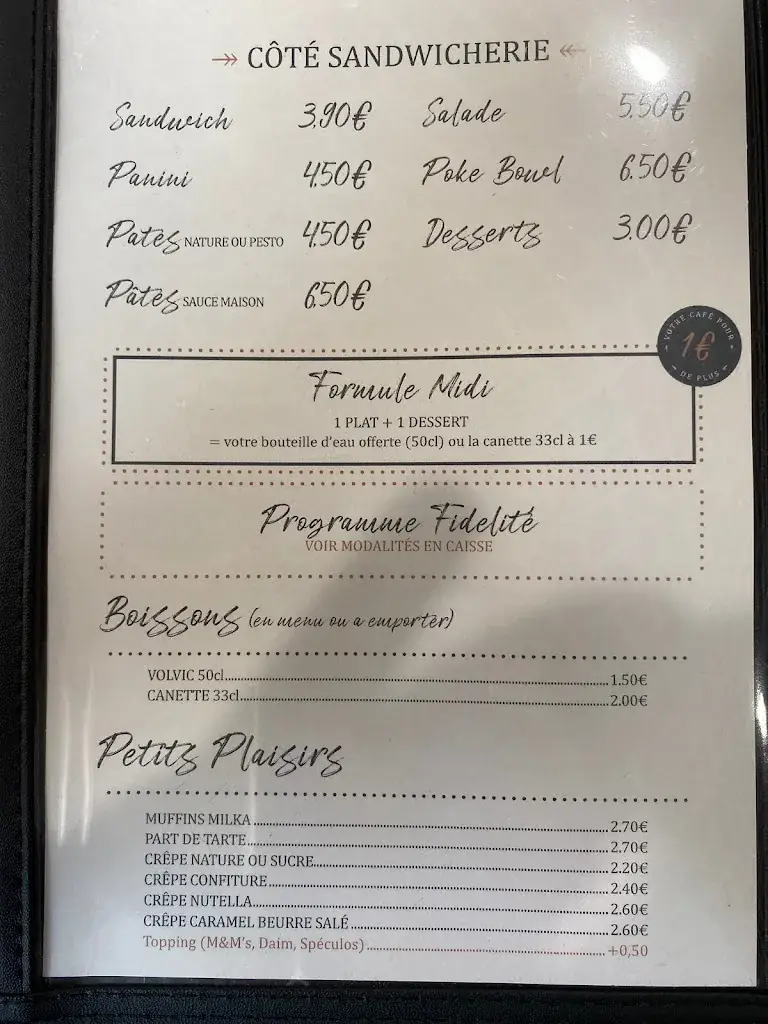 CÔTÉ SANDWICHERIE
Sandwich 3.90€ Salade 5.50€
Panini 4.50€ Poke Bowl 6.50€
Pates NATURE OU PESTO 4.50€ Desserts 3.00€
Pâtes SAUCE MAISON 6.50€
VOTRE CAFÉ POUR
1€
DE PLUS
Formule Midi
1 PLAT + 1 DESSERT
= votre bouteille d'eau offerte (50cl) ou la canette 33cl à 1€
Programme Fidelité
VOIR MODALITÉS EN CAISSE
Boissons (en menu ou a emporter)
VOLVIC 50cl 1.50€
CANETTE 33cl 2.00€
Petits Plaisirs
MUFFINS MILKA 2.70€
PART DE TARTE 2.70€
CRÊPE NATURE OU SUCRE 2.20€
CRÊPE CONFITURE 2.40€
CRÊPE NUTELLA 2.60€
CRÊPE CARAMEL BEURRE SALÉ 2.60€
Topping (M&M's, Daim, Spéculos) +0,50